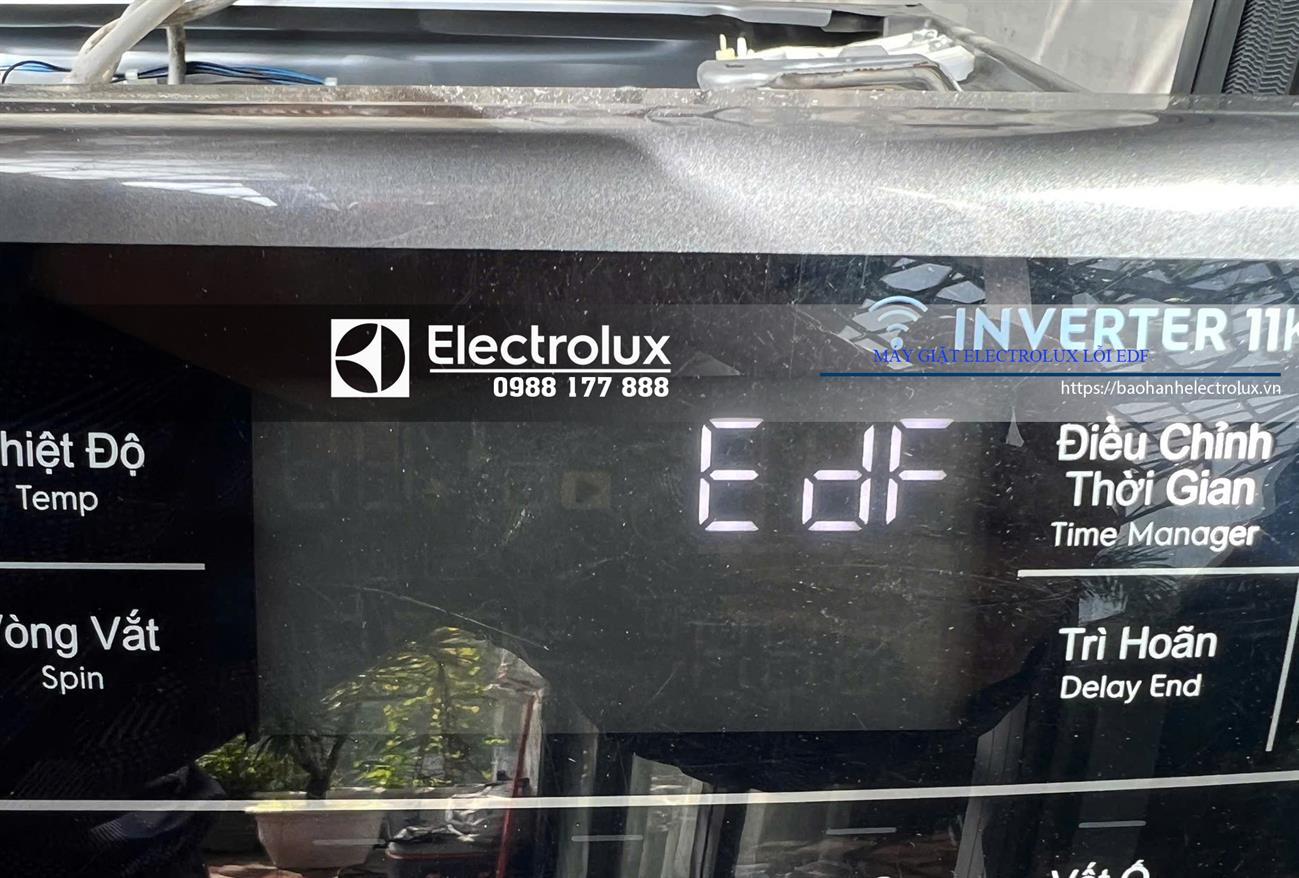 INVERTER 11K
Electrolux
0988 177 888
MÁY GIẶT ELECTROLUX LỖI EDF
https://baohanhelectrolux.vn
EdF
hiệt Độ
Temp
Điều Chỉnh
Thời Gian
Time Manager
Vòng Vắt
Spin
Trì Hoãn
Delay End